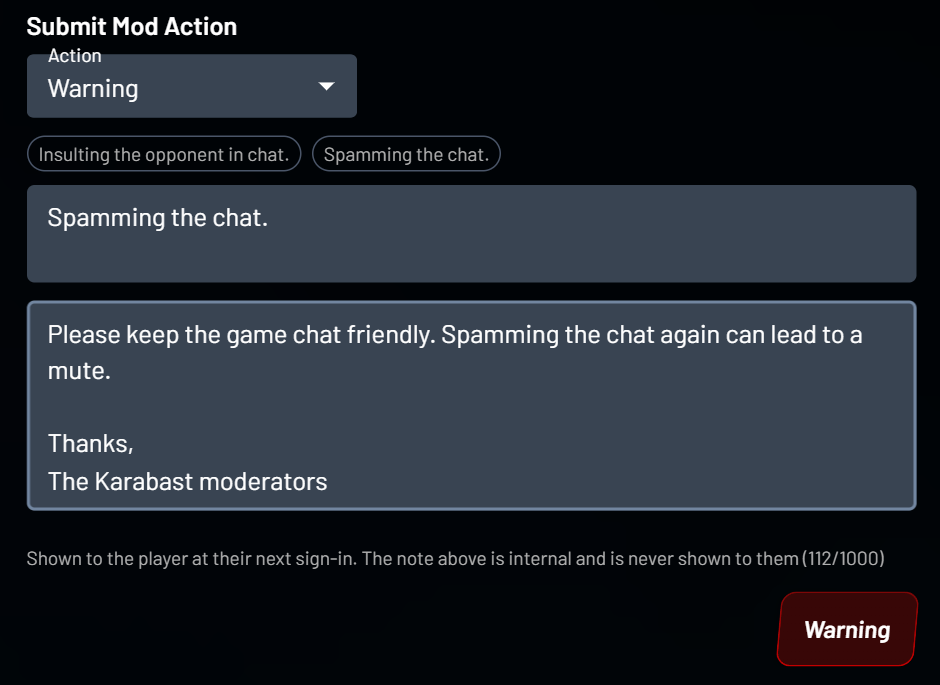 Submit Mod Action
Action
Warning
Insulting the opponent in chat.
Spamming the chat.
Spamming the chat.
Please keep the game chat friendly. Spamming the chat again can lead to a
mute.
Thanks,
The Karabast moderators
Shown to the player at their next sign-in. The note above is internal and is never shown to them (112/1000)
Warning